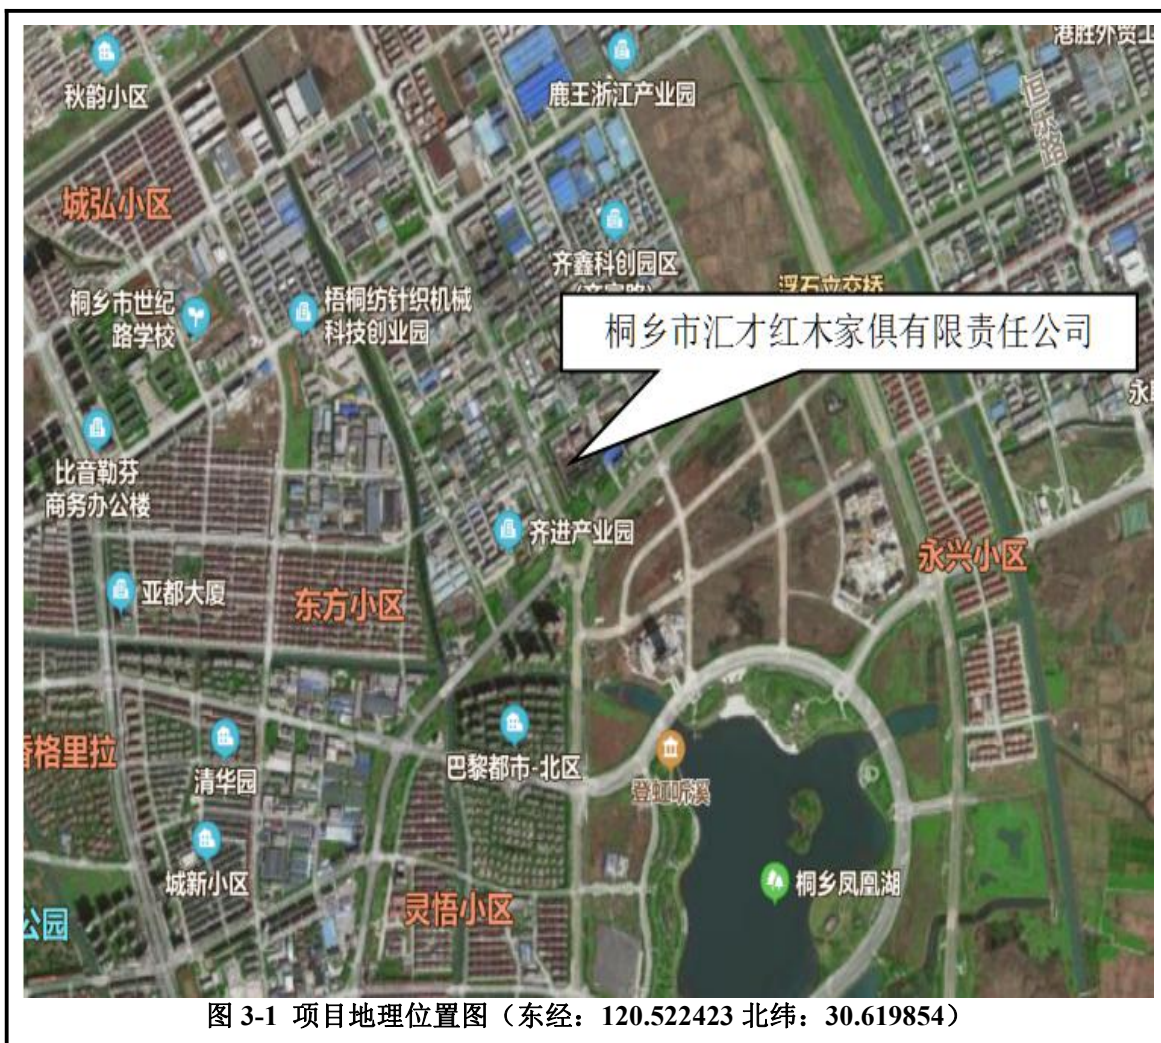 港胜外贸工
秋韵小区
鹿王浙江产业园
恒乐路
城弘小区
齐鑫科创园区
浮石立交桥
桐乡市世纪
路学校
梧桐纺针织机械
科技创业园
桐乡市汇才红木家俱有限责任公司
永联
比音勒芬
商务办公楼
齐进产业园
永兴小区
亚都大厦
东方小区
香格里拉
清华园
巴黎都市-北区
登虹听溪
城新小区
桐乡凤凰湖
灵悟小区
公园
图 3-1 项目地理位置图（东经：120.522423 北纬：30.619854）